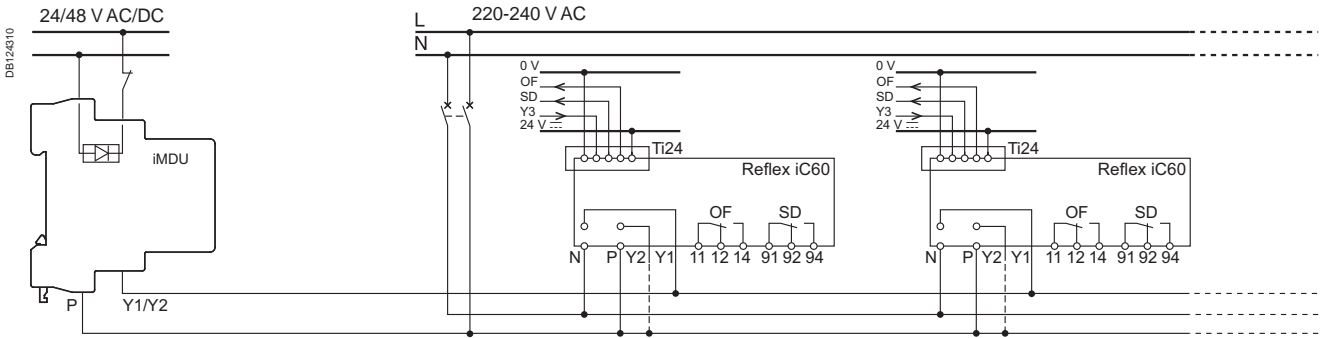 24/48 V AC/DC
DB124310
iMDU
P
Y1/Y2
L
220-240 V AC
N
0 V
OF
SD
Y3
24 V
Ti24
Reflex iC60
OF
SD
N P Y2 Y1 11 12 14 91 92 94
0 V
OF
SD
Y3
24 V
Ti24
Reflex iC60
OF
SD
N P Y2 Y1 11 12 14 91 92 94